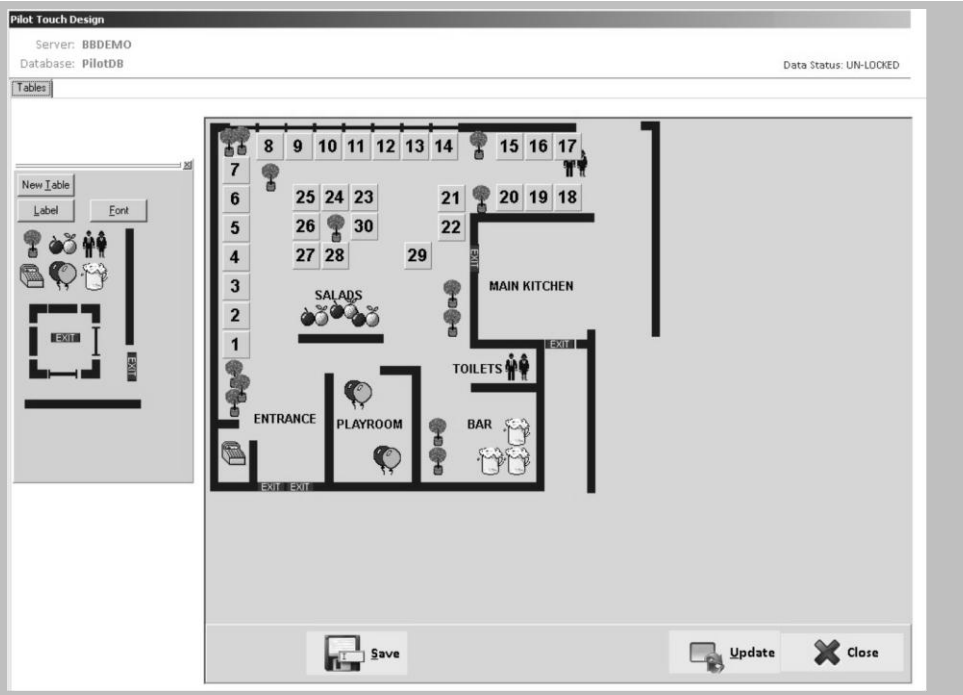 Pilot Touch Design
Server: BBDEMO
Database: PilotDB
Data Status: UN-LOCKED
Tables
New Table
Label Font
EXIT
EXIT
8 9 10 11 12 13 14 15 16 17
7
6 25 24 23 21 20 19 18
5 26 30 22
4 27 28 29 EXIT
3 MAIN KITCHEN
SALADS
2
1 EXIT
TOILETS
ENTRANCE PLAYROOM BAR
EXIT EXIT
Save Update Close